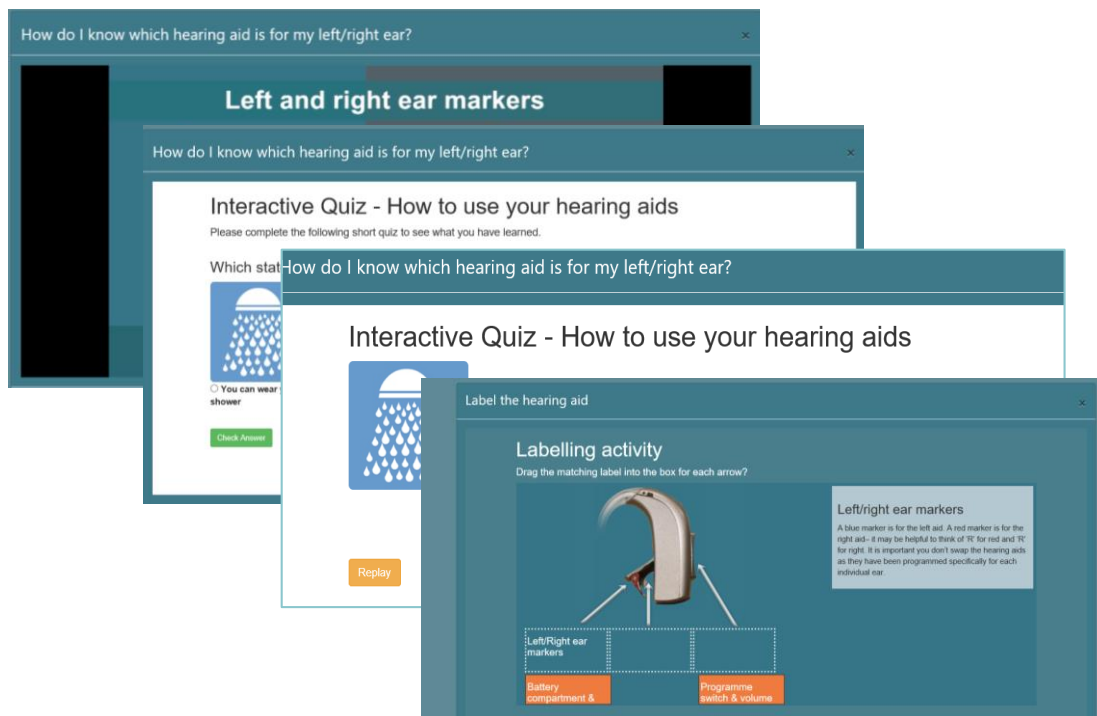 How do I know which hearing aid is for my left/right ear?
×
Left and right ear markers
How do I know which hearing aid is for my left/right ear?
×
Interactive Quiz - How to use your hearing aids
Please complete the following short quiz to see what you have learned.
Which stat
You can wear
shower
Check Answer
How do I know which hearing aid is for my left/right ear?
Interactive Quiz - How to use your hearing aids
Replay
Label the hearing aid
×
Labelling activity
Drag the matching label into the box for each arrow?
Left/right ear markers
A blue marker is for the left aid. A red marker is for the
right aid– it may be helpful to think of 'R' for red and 'R'
for right. It is important you don't swap the hearing aids
as they have been programmed specifically for each
individual ear.
Left/Right ear
markers
Battery
compartment &
Programme
switch & volume